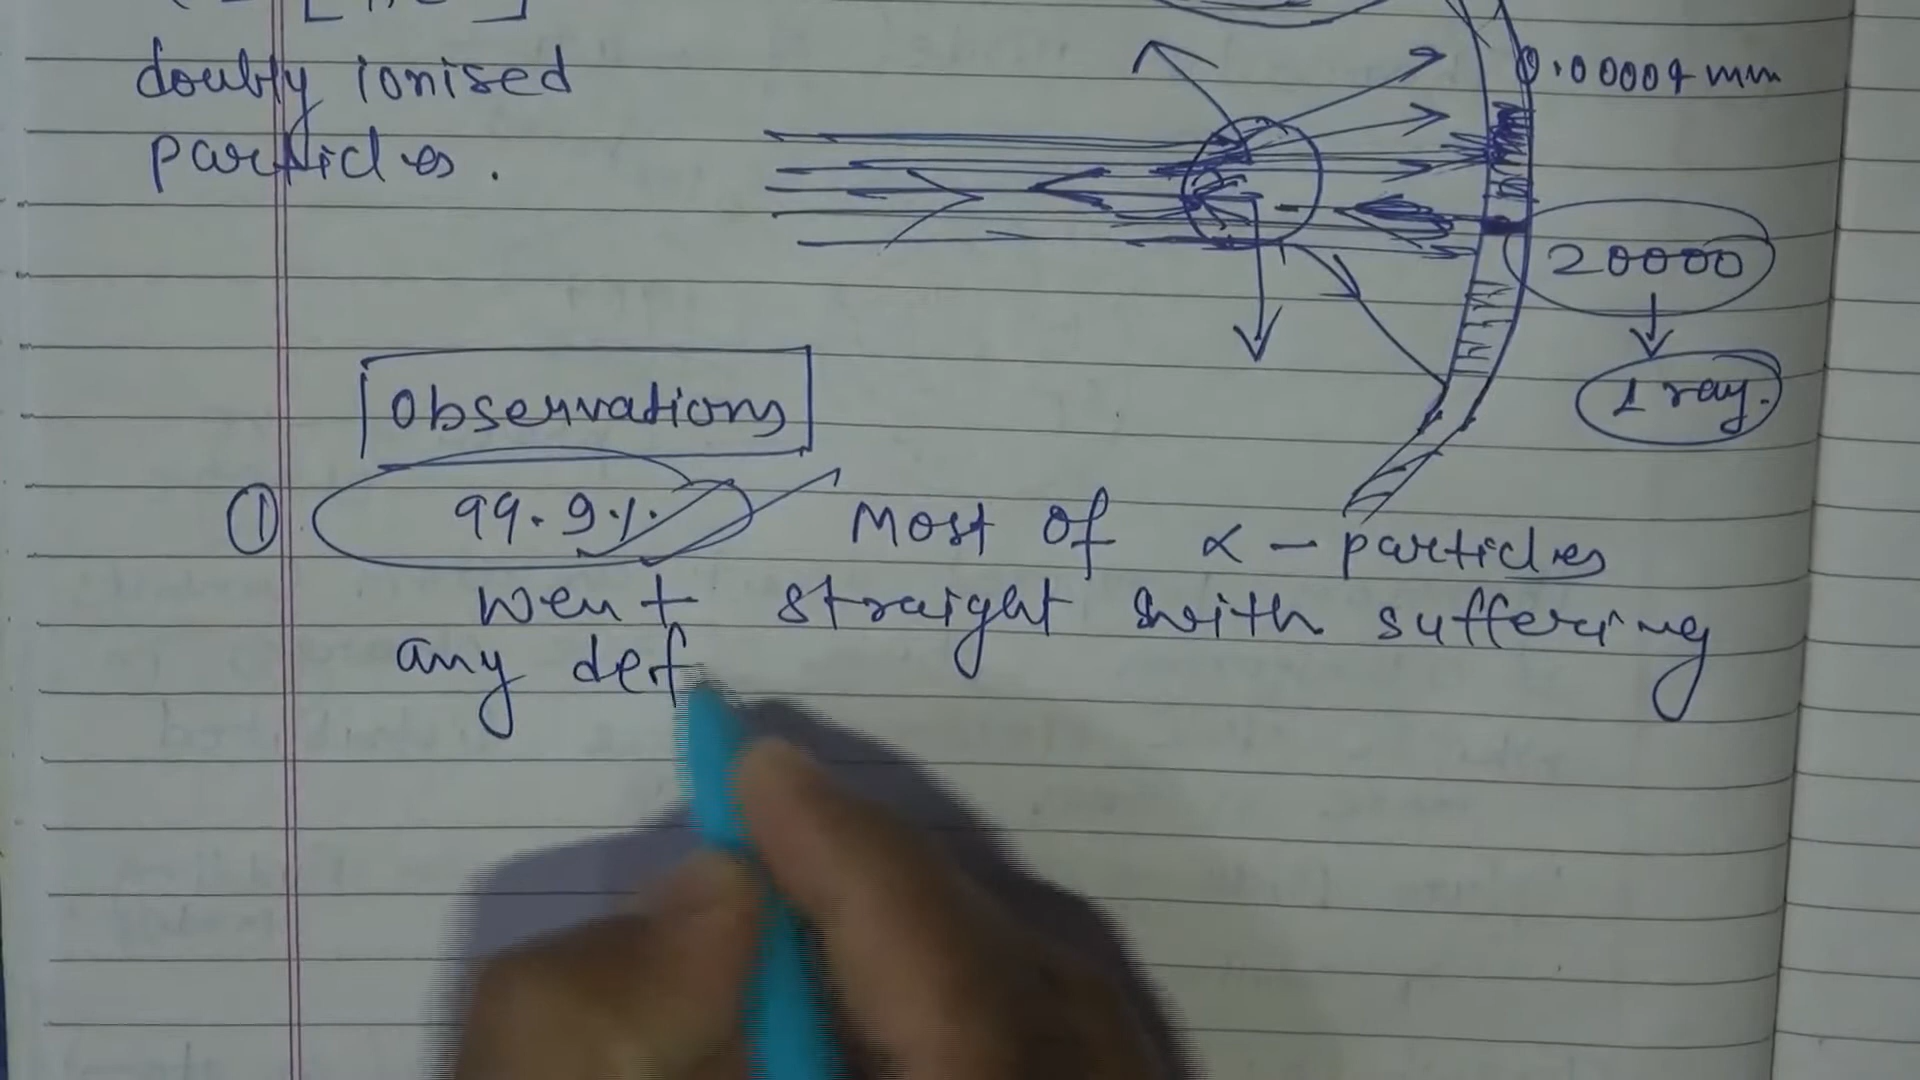 doubly ionised
particles.
0.00004 mm
20000
1 ray.
Observations
① 99.9% Most of α - particles
went straight with suffering
any def